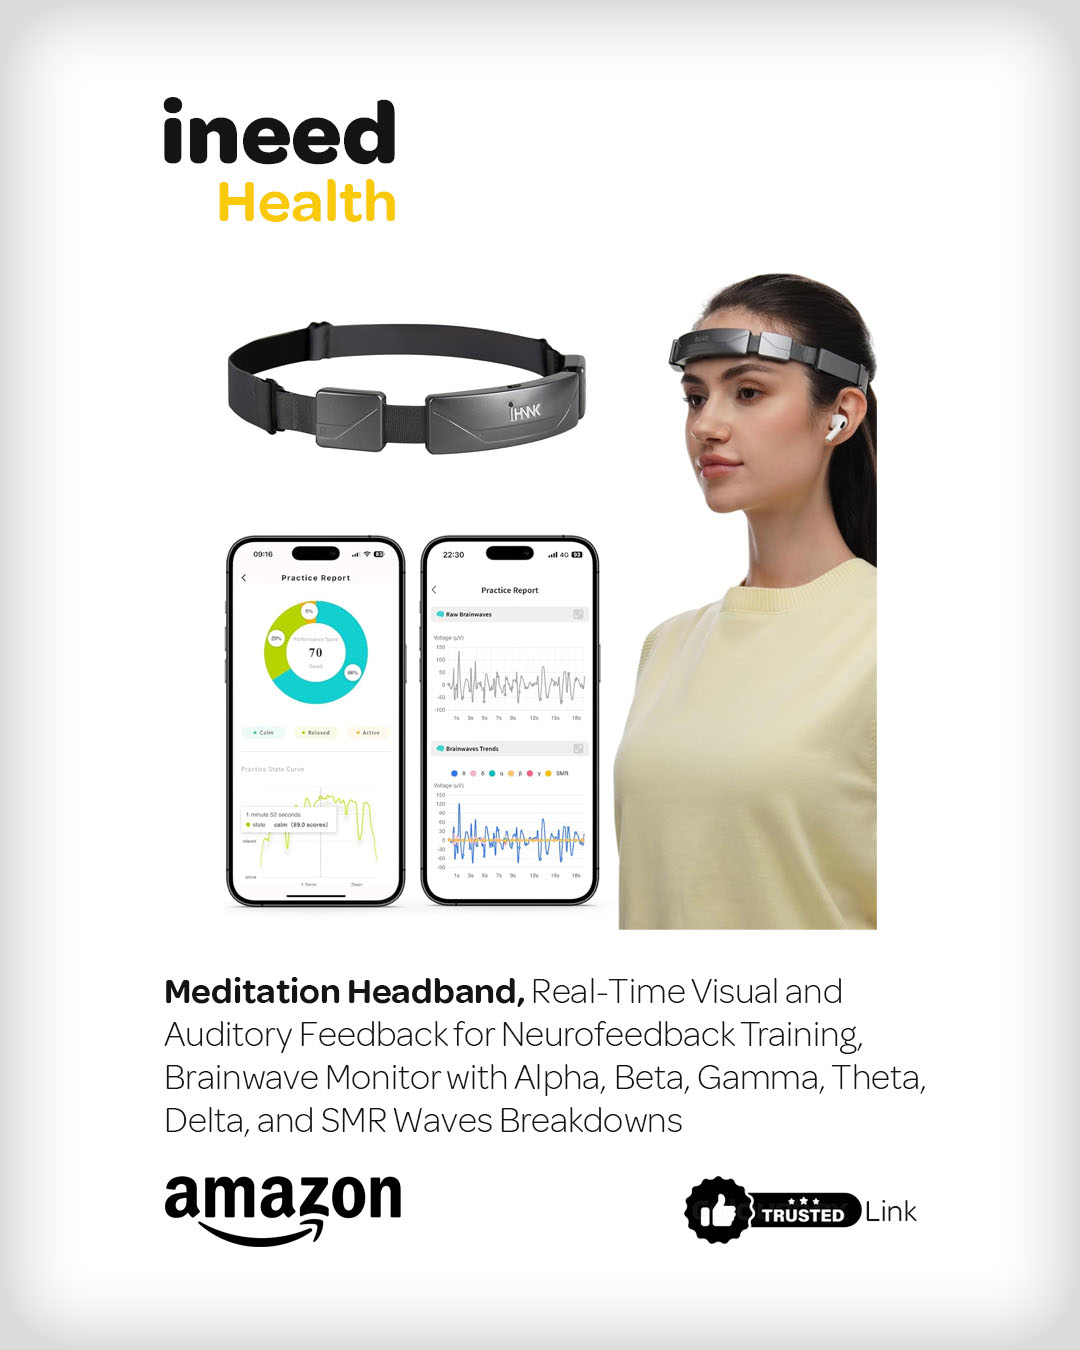 ineed
Health
iHNNK
09:16
83
Practice Report
5%
29%
Performance Score
70
Good
66%
Calm
Relaxed
Active
Practice State Curve
1 minute 52 seconds
state calm (89.0 scores)
relaxed
active
1.5min
3min
22:30
4G 93
Practice Report
Raw Brainwaves
Voltage (μV)
150
100
50
0
-50
-100
1s 3s 5s 7s 9s 12s 15s 18s
Brainwaves Trends
θ δ α β γ SMR
Voltage (μV)
150
120
90
60
30
0
-30
-60
-90
1s 3s 5s 7s 9s 12s 15s 18s
Meditation Headband, Real-Time Visual and
Auditory Feedback for Neurofeedback Training,
Brainwave Monitor with Alpha, Beta, Gamma, Theta,
Delta, and SMR Waves Breakdowns
amazon
TRUSTED Link